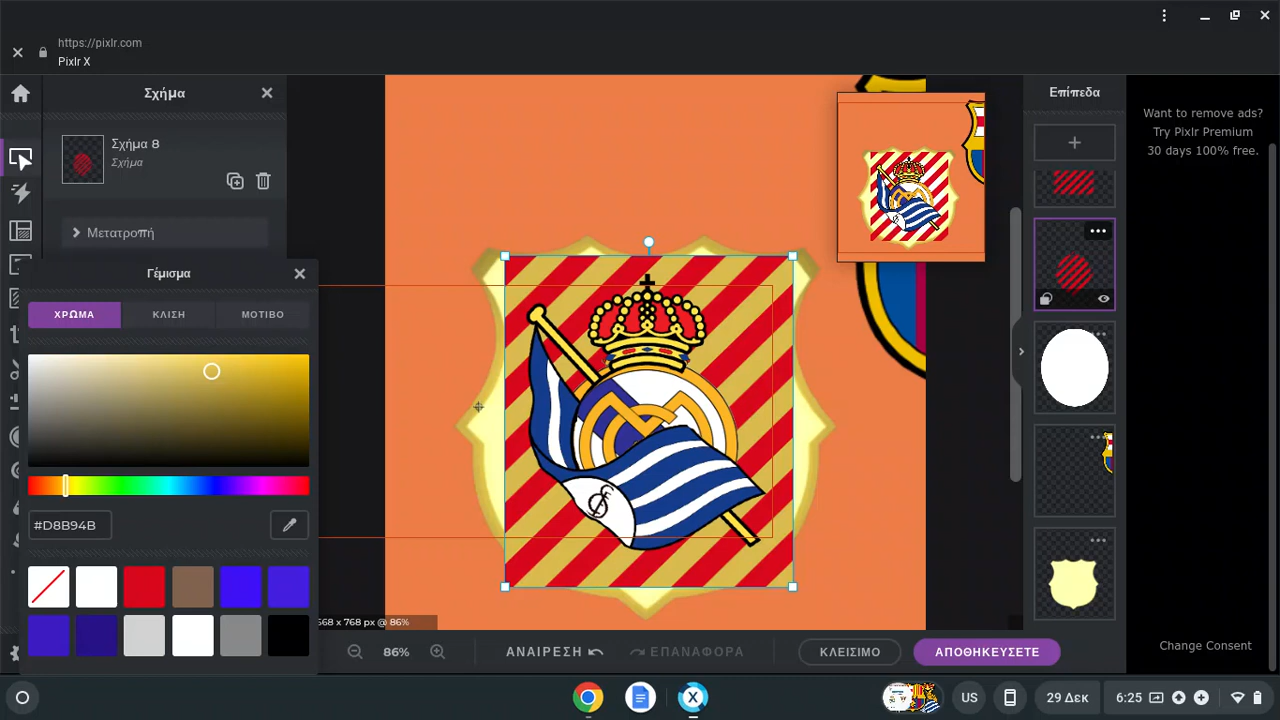 https://pixlr.com
Pixlr X
Σχήμα
Σχήμα 8
Σχήμα
Μετατροπή
Γέμισμα
ΧΡΩΜΑ
ΚΛΙΣΗ
ΜΟΤΙΒΟ
#D8B94B
668 x 768 px @ 86%
86%
ΑΝΑΙΡΕΣΗ
ΕΠΑΝΑΦΟΡΑ
ΚΛΕΙΣΙΜΟ
ΑΠΟΘΗΚΕΥΣΕΤΕ
Επίπεδα
Want to remove ads?
Try Pixlr Premium
30 days 100% free.
Change Consent
US
29 Δεκ
6:25